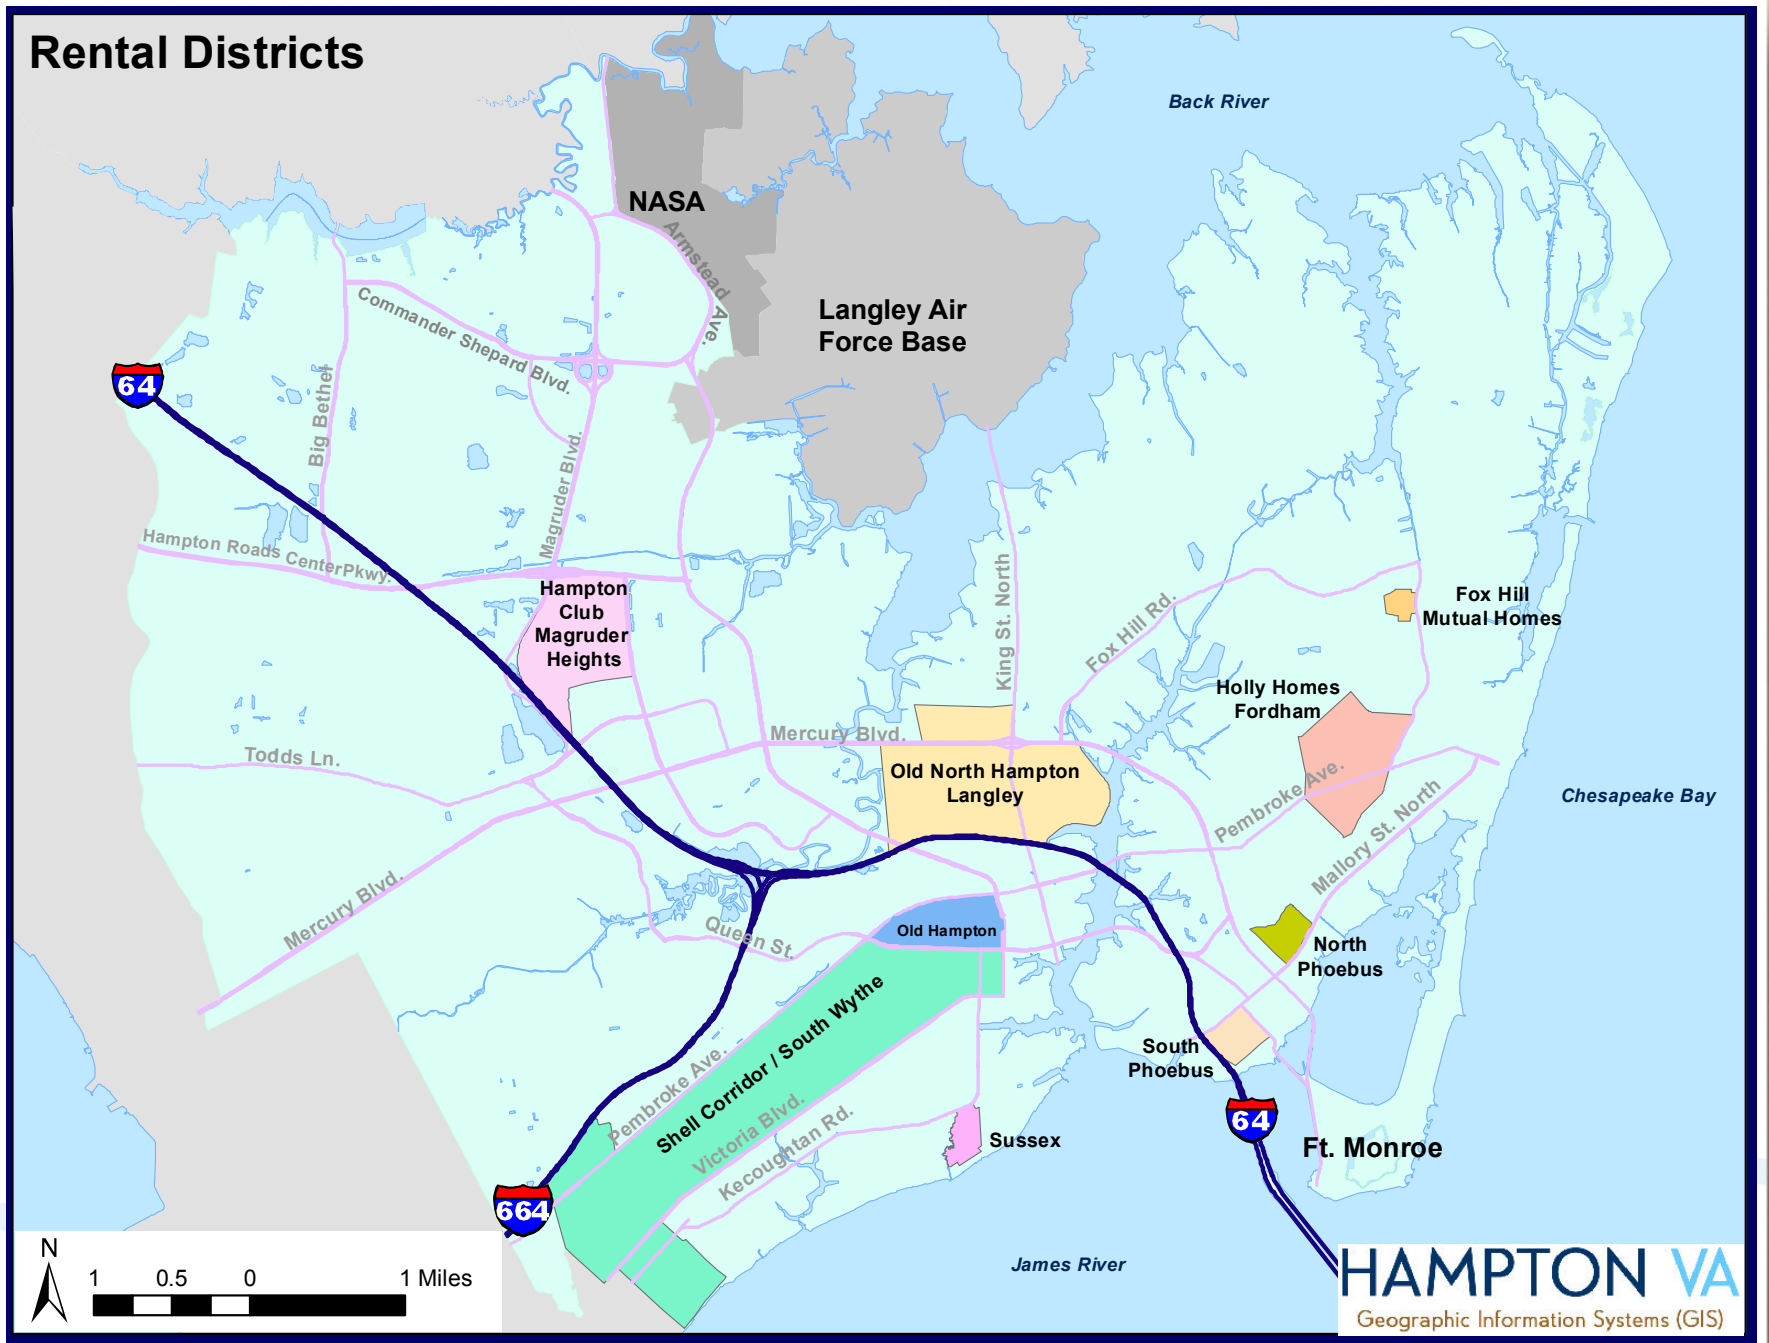 Rental Districts
Back River
NASA
Armstead Ave.
Langley Air
Force Base
Commander Shepard Blvd.
64
Big Bethel
Magruder Blvd.
Hampton Roads CenterPkwy.
King St. North
Hampton
Club
Magruder
Heights
Fox Hill Rd.
Fox Hill
Mutual Homes
Holly Homes
Fordham
Todds Ln.
Mercury Blvd.
Old North Hampton
Langley
Pembroke Ave.
Chesapeake Bay
Mallory St. North
Mercury Blvd.
Queen St.
Old Hampton
North
Phoebus
Shell Corridor / South Wythe
South
Phoebus
Pembroke Ave.
Victoria Blvd.
Kecoughtan Rd.
Sussex
64
Ft. Monroe
664
James River
N
1 0.5 0 1 Miles
HAMPTON VA
Geographic Information Systems (GIS)